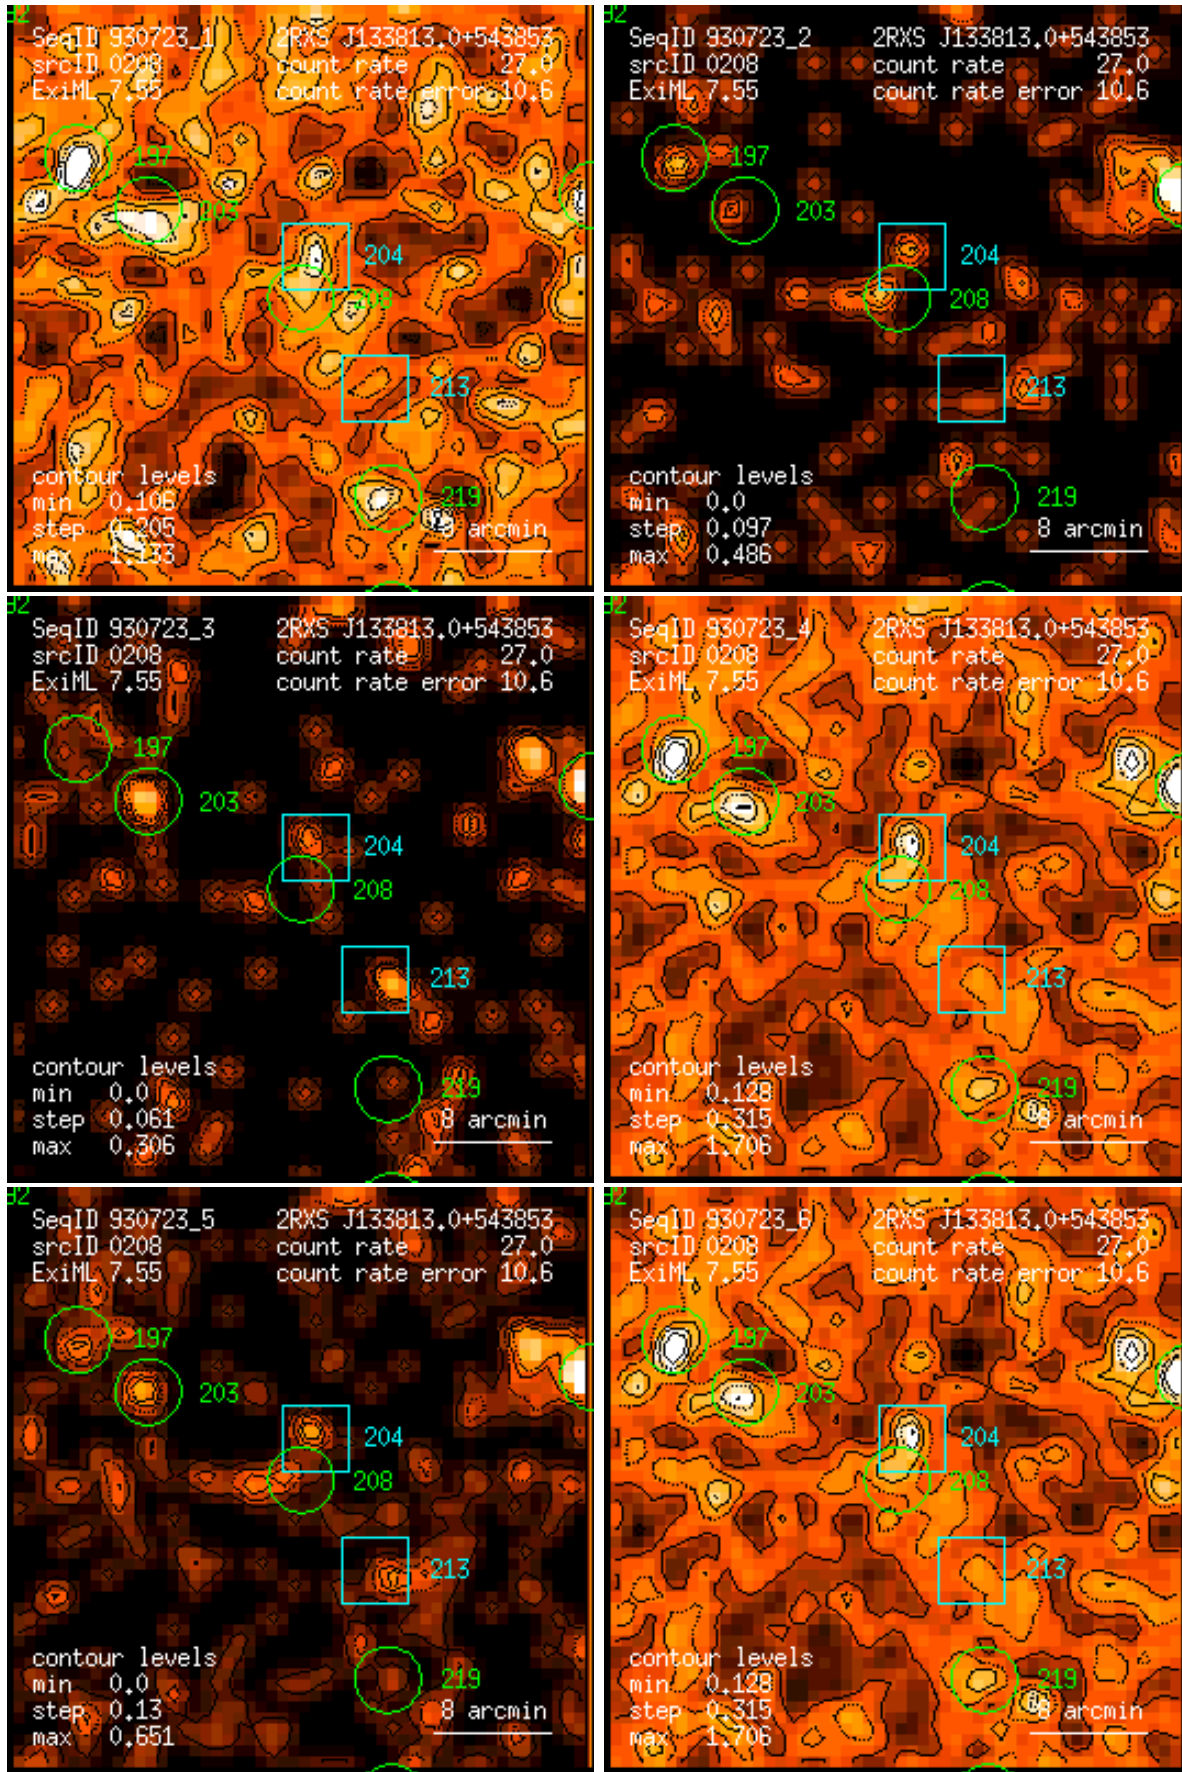 92
SeqID 930723_1 2RXS J133813.0+543853
srcID 0208 count rate 27.0
ExiML 7.55 count rate error 10.6
197
203
204
208
213
contour levels
min 0.106
219
step 0.205
8 arcmin
max 1.133
92
SeqID 930723_2 2RXS J133813.0+543853
srcID 0208 count rate 27.0
ExiML 7.55 count rate error 10.6
197
203
204
208
213
contour levels
min 0.0
219
step 0.097
8 arcmin
max 0.486
SeqID 930723_3 2RXS J133813.0+543853
srcID 0208 count rate 27.0
ExiML 7.55 count rate error 10.6
197
203
204
208
213
contour levels
min 0.0
219
step 0.061
8 arcmin
max 0.306
92
SeqID 930723_4 2RXS J133813.0+543853
srcID 0208 count rate 27.0
ExiML 7.55 count rate error 10.6
197
203
204
208
213
contour levels
min 0.128
219
step 0.315
8 arcmin
max 1.706
92
SeqID 930723_5 2RXS J133813.0+543853
srcID 0208 count rate 27.0
ExiML 7.55 count rate error 10.6
197
203
204
208
213
contour levels
min 0.0
219
step 0.13
8 arcmin
max 0.651
92
SeqID 930723_6 2RXS J133813.0+543853
srcID 0208 count rate 27.0
ExiML 7.55 count rate error 10.6
197
203
204
208
213
contour levels
min 0.128
219
step 0.315
8 arcmin
max 1.706